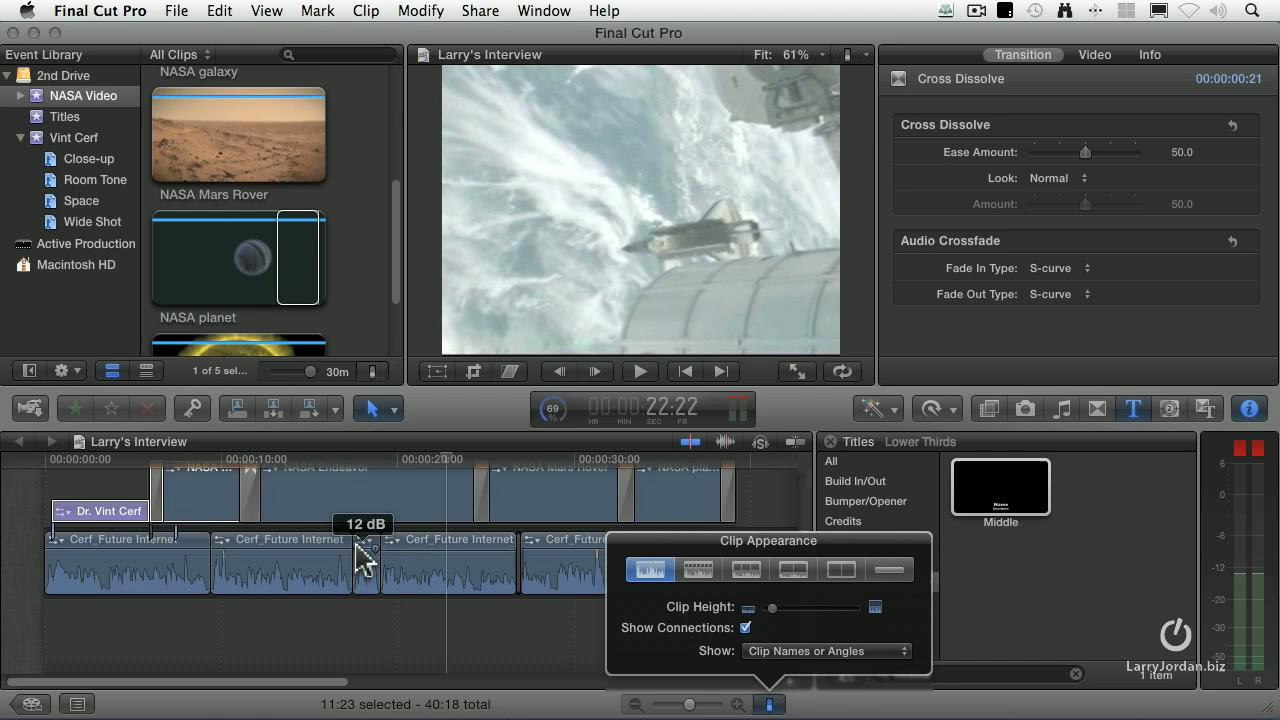 Final Cut Pro File Edit View Mark Clip Modify Share Window Help
Final Cut Pro
Event Library
All Clips
Larry's Interview
Fit: 61%
Transition Video Info
2nd Drive
NASA Video
Titles
Vint Cerf
Close-up
Room Tone
Space
Wide Shot
Active Production
Macintosh HD
NASA galaxy
NASA Mars Rover
NASA planet
Cross Dissolve 00:00:00:21
Cross Dissolve
Ease Amount: 50.0
Look: Normal
Amount: 50.0
Audio Crossfade
Fade In Type: S-curve
Fade Out Type: S-curve
1 of 5 sel...
30m
69 %
00:00:22:22
HR MIN SEC FR
T
Larry's Interview
00:00:00:00 00:00:10:00 00:00:30:00
NASA ... NASA Endeavor NASA Mars Rover NASA pla...
Dr. Vint Cerf
12 dB
Cerf_Future Internet Cerf_Future Internet Cerf_Future Internet Cerf_Future
Titles Lower Thirds
All
Build In/Out
Bumper/Opener
Credits
Name
Middle
Clip Appearance
Clip Height:
Show Connections:
Show: Clip Names or Angles
6
0
-6
-12
-20
-30
-50
L R
LarryJordan.biz
1 item
11:23 selected - 40:18 total